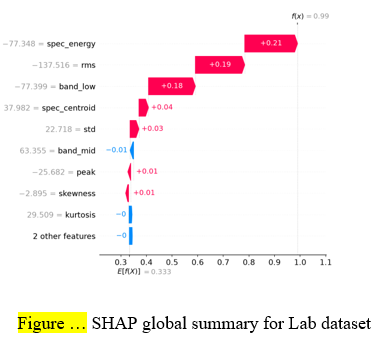 f(x) = 0.99
−77.348 = spec_energy +0.21
−137.516 = rms +0.19
−77.399 = band_low +0.18
37.982 = spec_centroid +0.04
22.718 = std +0.03
63.355 = band_mid −0.01
−25.682 = peak +0.01
−2.895 = skewness +0.01
29.509 = kurtosis −0
2 other features −0
0.3 0.4 0.5 0.6 0.7 0.8 0.9 1.0 1.1
E[f(X)] = 0.333
Figure … SHAP global summary for Lab dataset